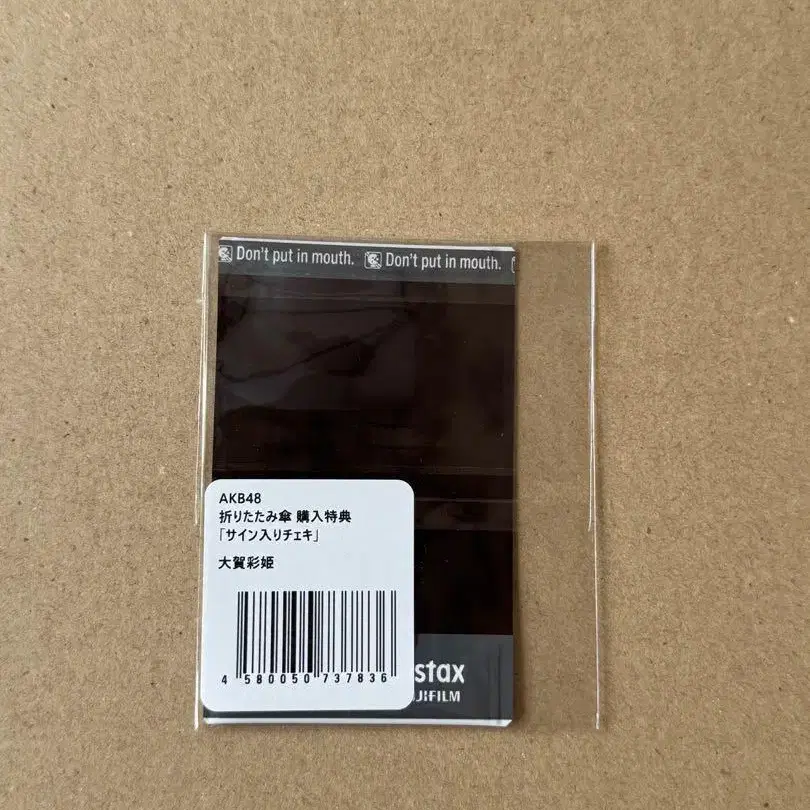 Don't put in mouth. Don't put in mouth.
AKB48
折りたたみ傘 購入特典
「サイン入りチェキ」
大賀彩姫
4 580050 737836
stax
JIFILM